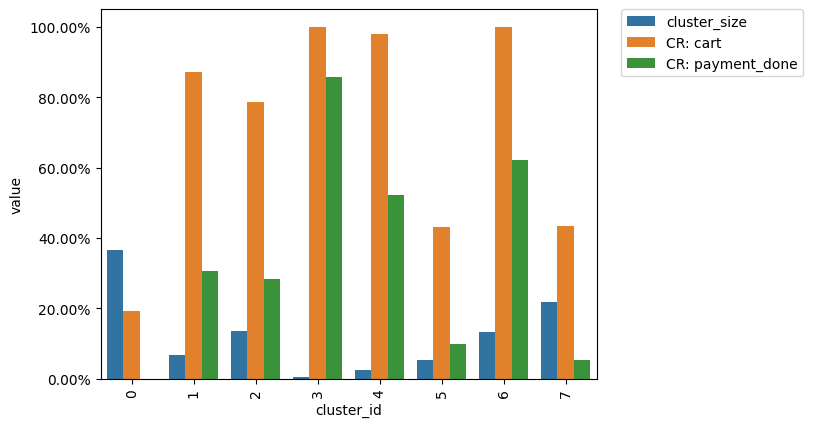 cluster_size
CR: cart
CR: payment_done
100.00%
80.00%
60.00%
40.00%
20.00%
0.00%
value
0 1 2 3 4 5 6 7
cluster_id